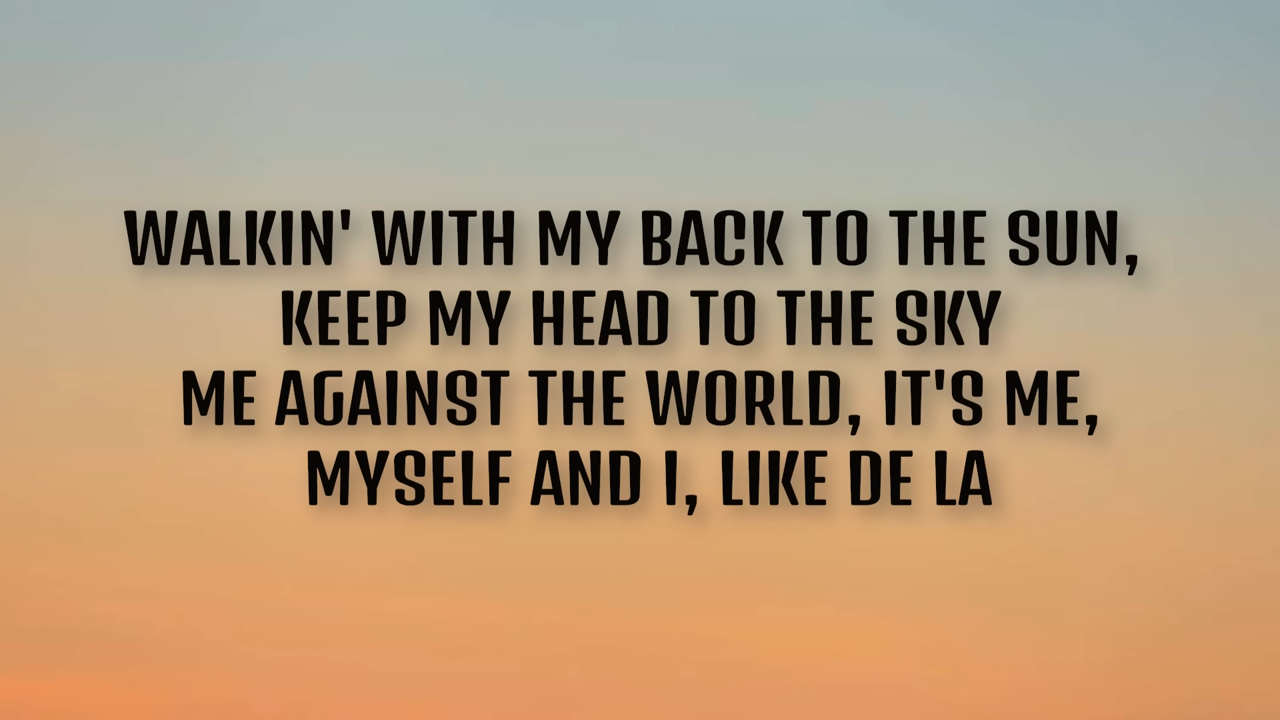 WALKIN' WITH MY BACK TO THE SUN,
KEEP MY HEAD TO THE SKY
ME AGAINST THE WORLD, IT'S ME,
MYSELF AND I, LIKE DE LA